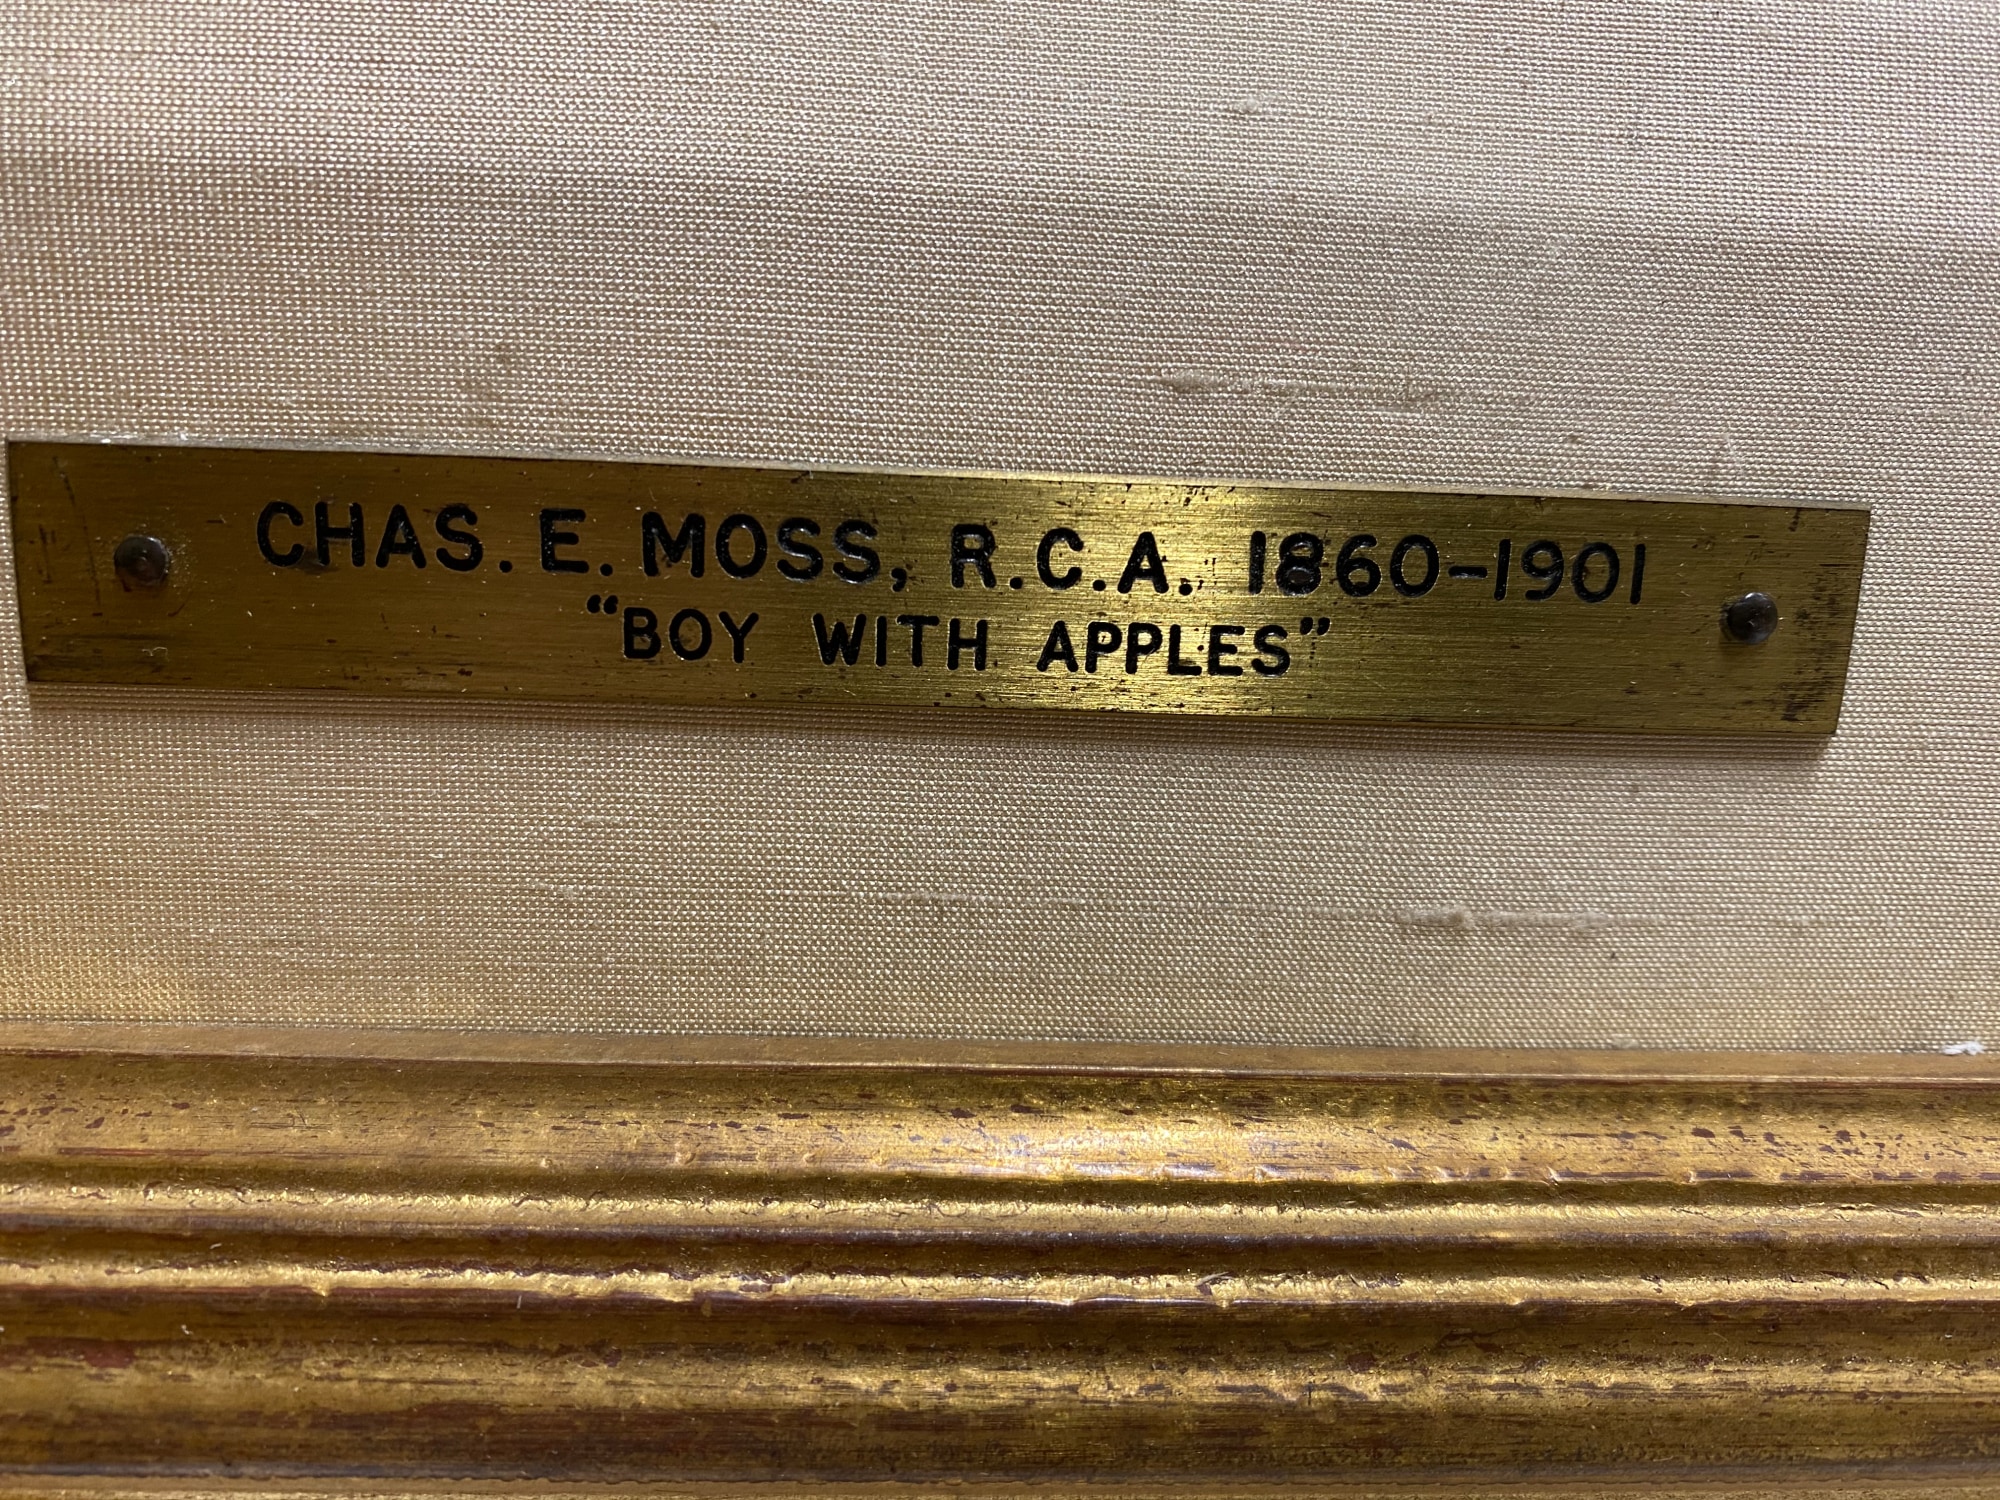 CHAS. E. MOSS, R.C.A. 1860-1901
“BOY WITH APPLES”